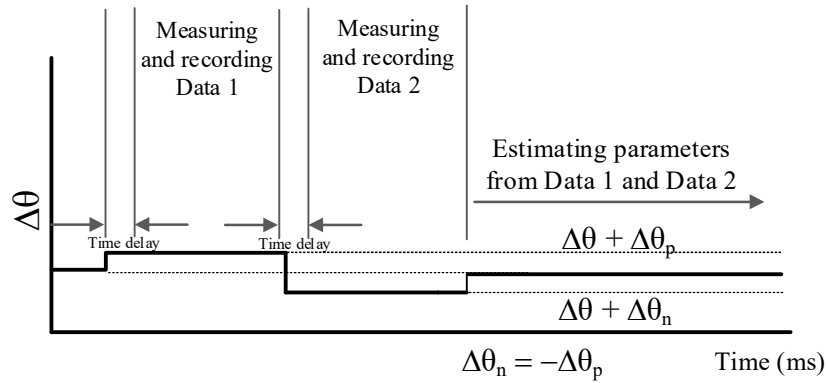 Measuring
and recording
Data 1
Measuring
and recording
Data 2
Estimating parameters
from Data 1 and Data 2
Δθ
Time delay
Time delay
Δθ + Δθₚ
Δθ + Δθₙ
Δθₙ = −Δθₚ
Time (ms)